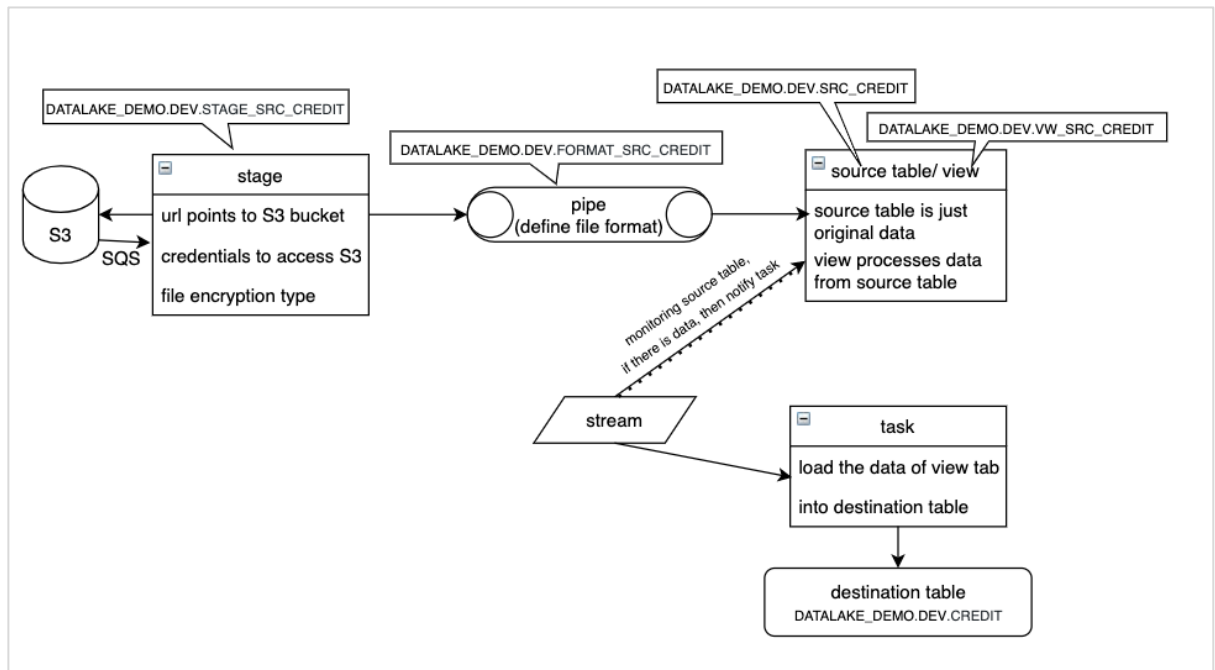 DATALAKE_DEMO.DEV.STAGE_SRC_CREDIT
DATALAKE_DEMO.DEV.SRC_CREDIT
DATALAKE_DEMO.DEV.VW_SRC_CREDIT
DATALAKE_DEMO.DEV.FORMAT_SRC_CREDIT
S3
SQS
stage
url points to S3 bucket
credentials to access S3
file encryption type
pipe
(define file format)
source table/ view
source table is just
original data
view processes data
from source table
monitoring source table,
if there is data, then notify task
stream
task
load the data of view tab
into destination table
destination table
DATALAKE_DEMO.DEV.CREDIT